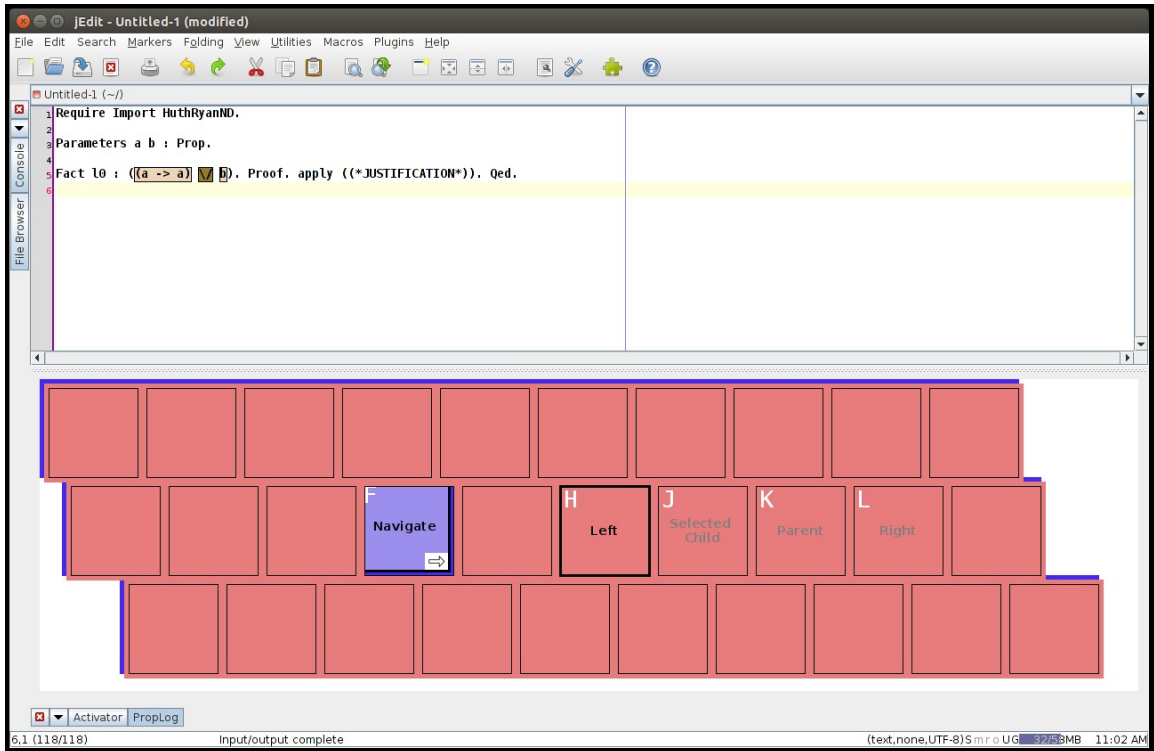 jEdit - Untitled-1 (modified)
File Edit Search Markers Folding View Utilities Macros Plugins Help
Untitled-1 (~/)
Console
File Browser
1 Require Import HuthRyanND.
2
3 Parameters a b : Prop.
4
5 Fact l0 : ((a -> a) \/ b). Proof. apply ((*JUSTIFICATION*)). Qed.
6
F
Navigate
H
Left
J
Selected
Child
K
Parent
L
Right
Activator PropLog
6,1 (118/118) Input/output complete (text,none,UTF-8) S m r o U G 32/53MB 11:02 AM